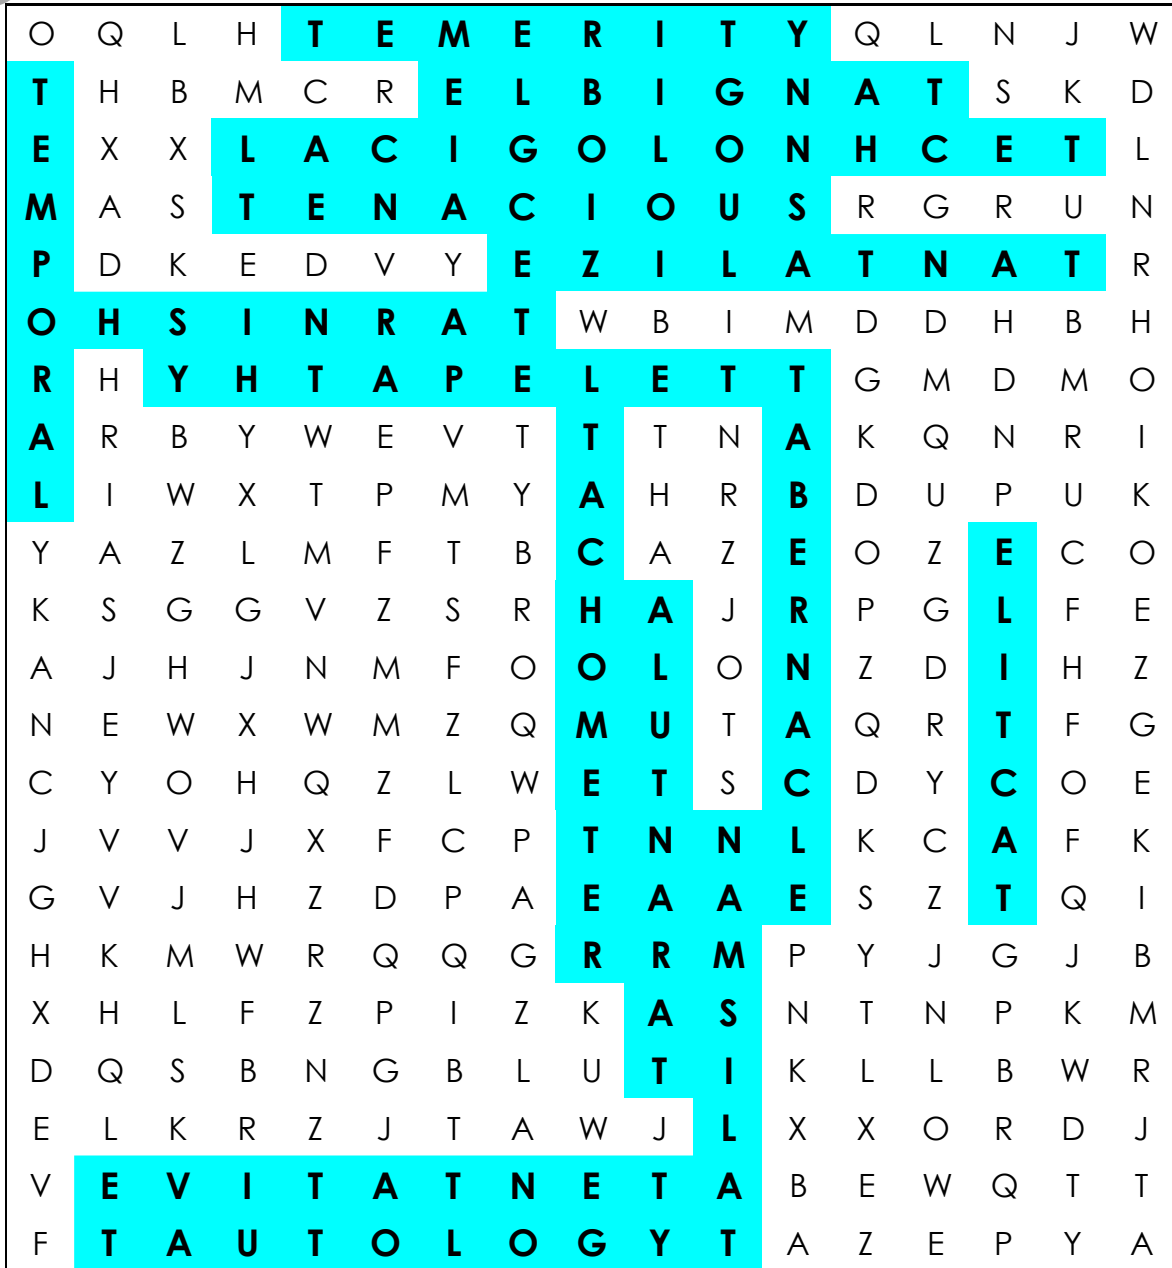 O Q L H T E M E R I T Y Q L N J W
T H B M C R E L B I G N A T S K D
E X X L A C I G O L O N H C E T L
M A S T E N A C I O U S R G R U N
P D K E D V Y E Z I L A T N A T R
O H S I N R A T W B I M D D H B H
R H Y H T A P E L E T T G M D M O
A R B Y W E V T T T N A K Q N R I
L I W X T P M Y A H R B D U P U K
Y A Z L M F T B C A Z E O Z E C O
K S G G V Z S R H A J R P G L F E
A J H J N M F O O L O N Z D I H Z
N E W X W M Z Q M U T A Q R T F G
C Y O H Q Z L W E T S C D Y C O E
J V V J X F C P T N N L K C A F K
G V J H Z D P A E A A E S Z T Q I
H K M W R Q Q G R R M P Y J G J B
X H L F Z P I Z K A S N T N P K M
D Q S B N G B L U T I K L L B W R
E L K R Z J T A W J L X X O R D J
V E V I T A T N E T A B E W Q T T
F T A U T O L O G Y T A Z E P Y A